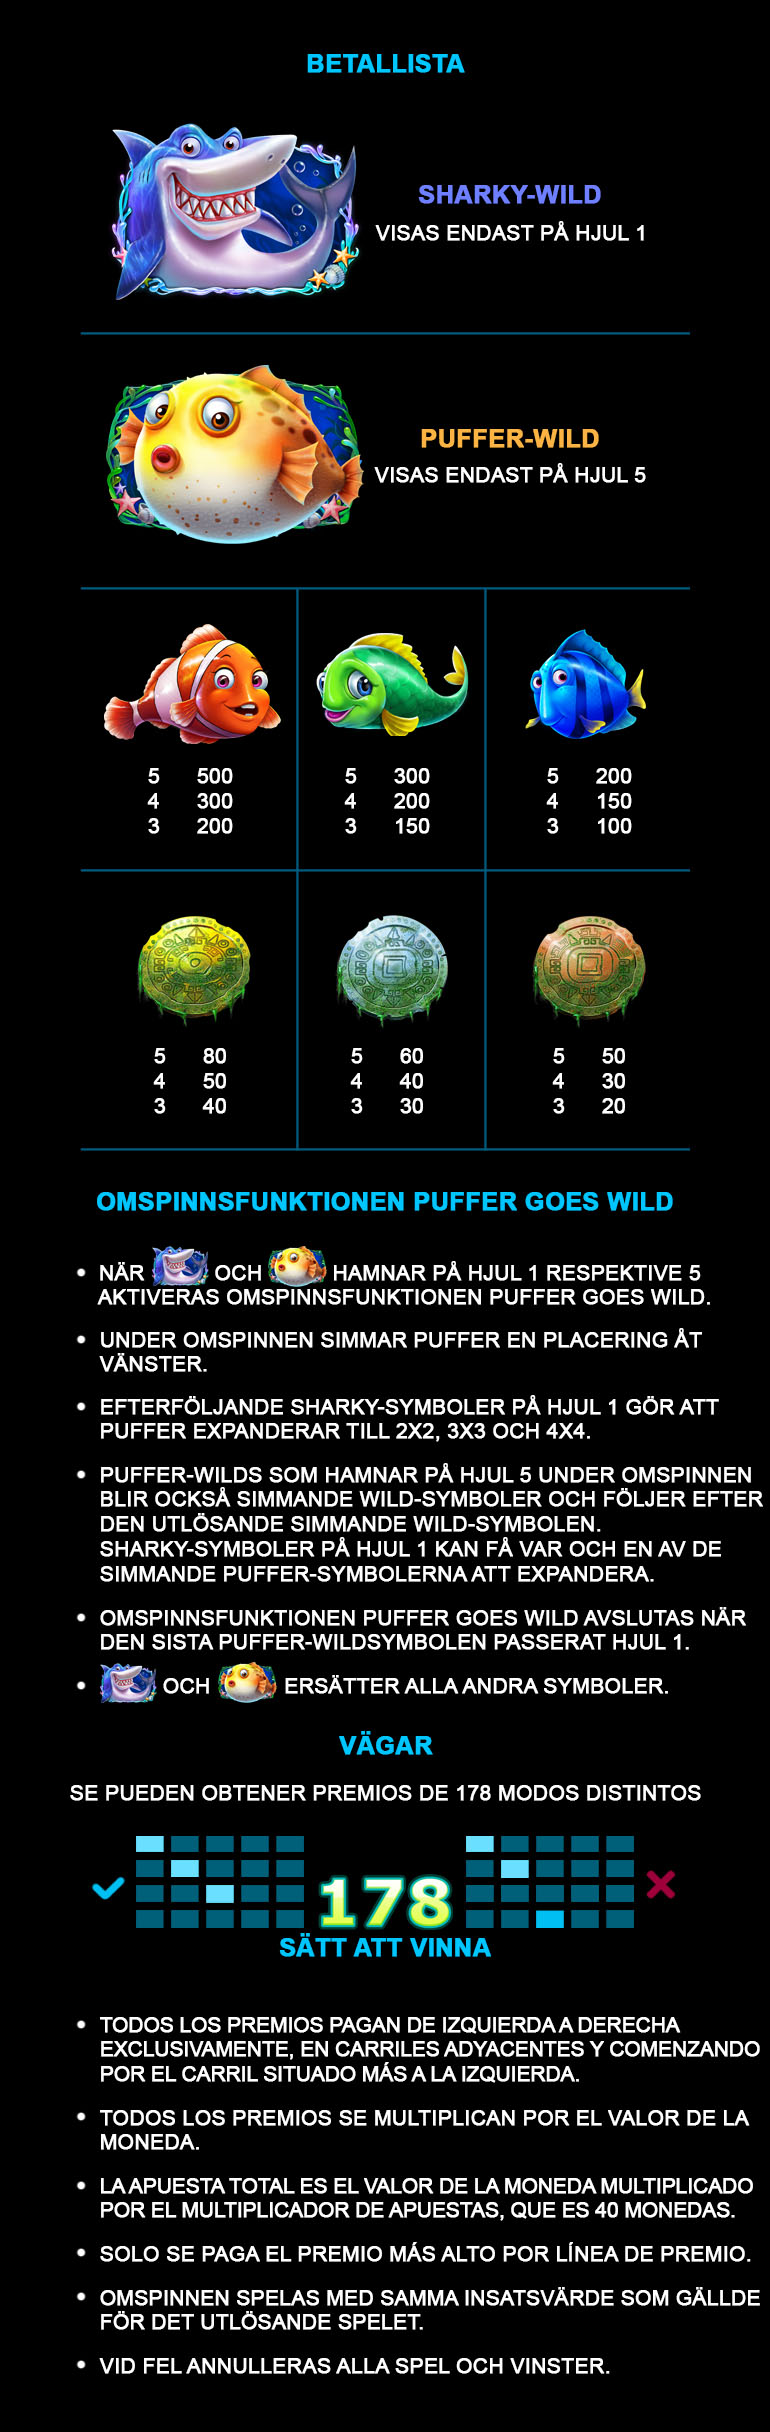 BETALLISTA
SHARKY-WILD
VISAS ENDAST PÅ HJUL 1
PUFFER-WILD
VISAS ENDAST PÅ HJUL 5
5 500 5 300 5 200
4 300 4 200 4 150
3 200 3 150 3 100
5 80 5 60 5 50
4 50 4 40 4 30
3 40 3 30 3 20
OMSPINNSFUNKTIONEN PUFFER GOES WILD
• NÄR OCH HAMNAR PÅ HJUL 1 RESPEKTIVE 5
AKTIVERAS OMSPINNSFUNKTIONEN PUFFER GOES WILD.
• UNDER OMSPINNEN SIMMAR PUFFER EN PLACERING ÅT
VÄNSTER.
• EFTERFÖLJANDE SHARKY-SYMBOLER PÅ HJUL 1 GÖR ATT
PUFFER EXPANDERAR TILL 2X2, 3X3 OCH 4X4.
• PUFFER-WILDS SOM HAMNAR PÅ HJUL 5 UNDER OMSPINNEN
BLIR OCKSÅ SIMMANDE WILD-SYMBOLER OCH FÖLJER EFTER
DEN UTLÖSANDE SIMMANDE WILD-SYMBOLEN.
SHARKY-SYMBOLER PÅ HJUL 1 KAN FÅ VAR OCH EN AV DE
SIMMANDE PUFFER-SYMBOLERNA ATT EXPANDERA.
• OMSPINNSFUNKTIONEN PUFFER GOES WILD AVSLUTAS NÄR
DEN SISTA PUFFER-WILDSYMBOLEN PASSERAT HJUL 1.
• OCH ERSÄTTER ALLA ANDRA SYMBOLER.
VÄGAR
SE PUEDEN OBTENER PREMIOS DE 178 MODOS DISTINTOS
178
SÄTT ATT VINNA
• TODOS LOS PREMIOS PAGAN DE IZQUIERDA A DERECHA
EXCLUSIVAMENTE, EN CARRILES ADYACENTES Y COMENZANDO
POR EL CARRIL SITUADO MÁS A LA IZQUIERDA.
• TODOS LOS PREMIOS SE MULTIPLICAN POR EL VALOR DE LA
MONEDA.
• LA APUESTA TOTAL ES EL VALOR DE LA MONEDA MULTIPLICADO
POR EL MULTIPLICADOR DE APUESTAS, QUE ES 40 MONEDAS.
• SOLO SE PAGA EL PREMIO MÁS ALTO POR LÍNEA DE PREMIO.
• OMSPINNEN SPELAS MED SAMMA INSATSVÄRDE SOM GÄLLDE
FÖR DET UTLÖSANDE SPELET.
• VID FEL ANNULLERAS ALLA SPEL OCH VINSTER.